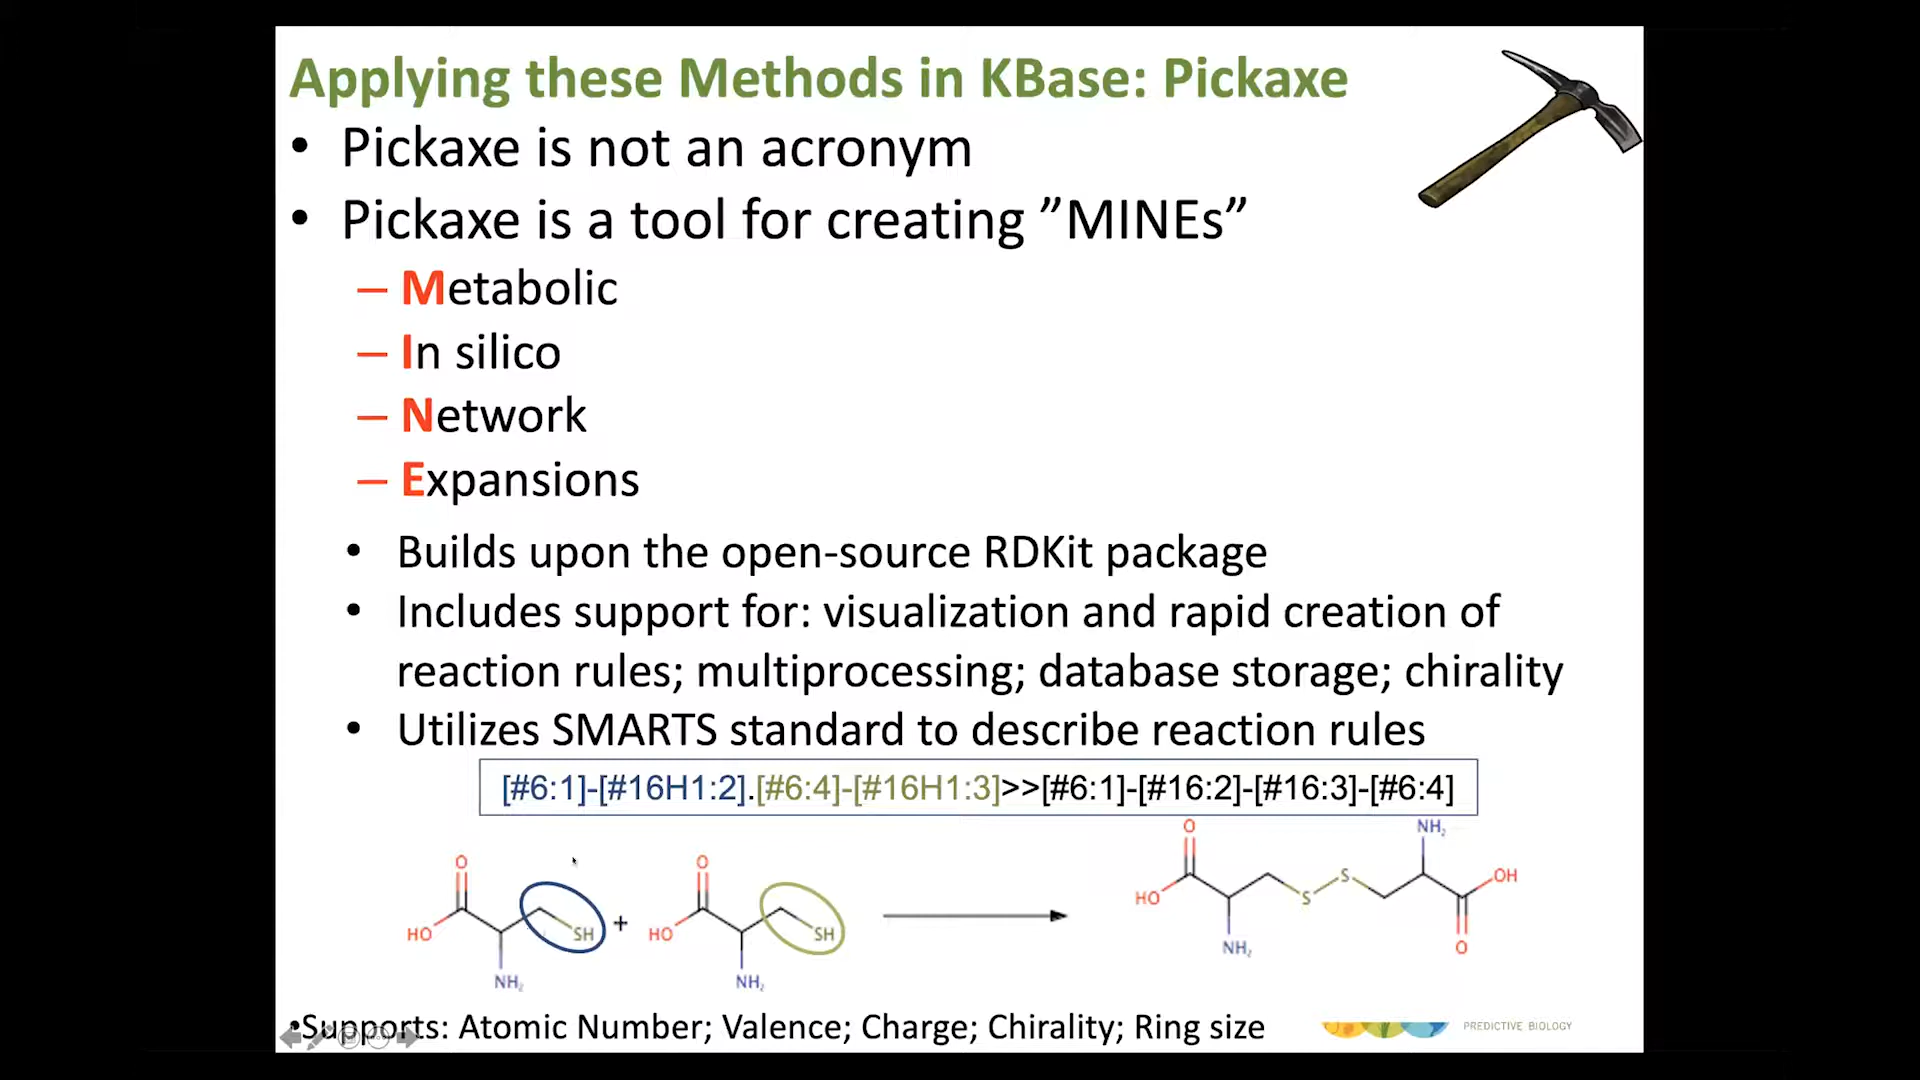 Applying these Methods in KBase: Pickaxe
• Pickaxe is not an acronym
• Pickaxe is a tool for creating ”MINEs”
– Metabolic
– In silico
– Network
– Expansions
• Builds upon the open-source RDKit package
• Includes support for: visualization and rapid creation of
reaction rules; multiprocessing; database storage; chirality
• Utilizes SMARTS standard to describe reaction rules
[#6:1]-[#16H1:2].[#6:4]-[#16H1:3]>>[#6:1]-[#16:2]-[#16:3]-[#6:4]
O O O NH₂
HO SH + HO SH HO S S OH
NH₂ NH₂ NH₂ O
•Supports: Atomic Number; Valence; Charge; Chirality; Ring size
PREDICTIVE BIOLOGY